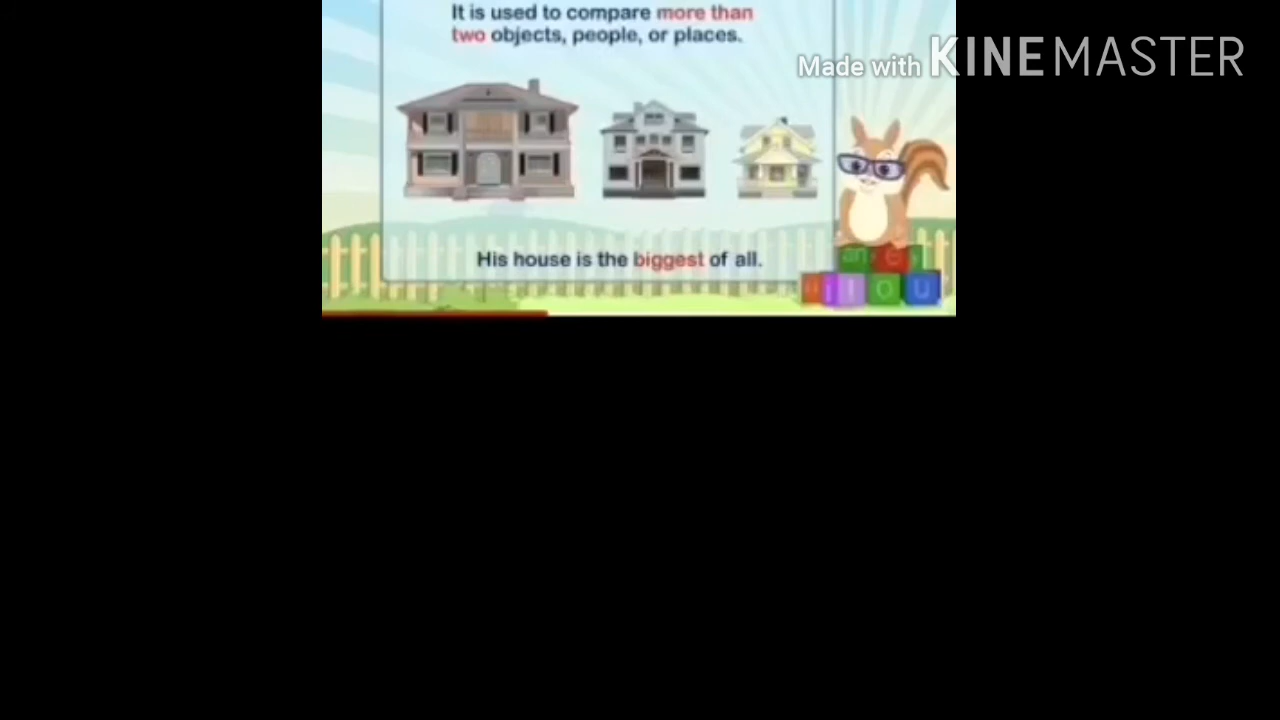 It is used to compare more than
two objects, people, or places.
Made with KINEMASTER
His house is the biggest of all.